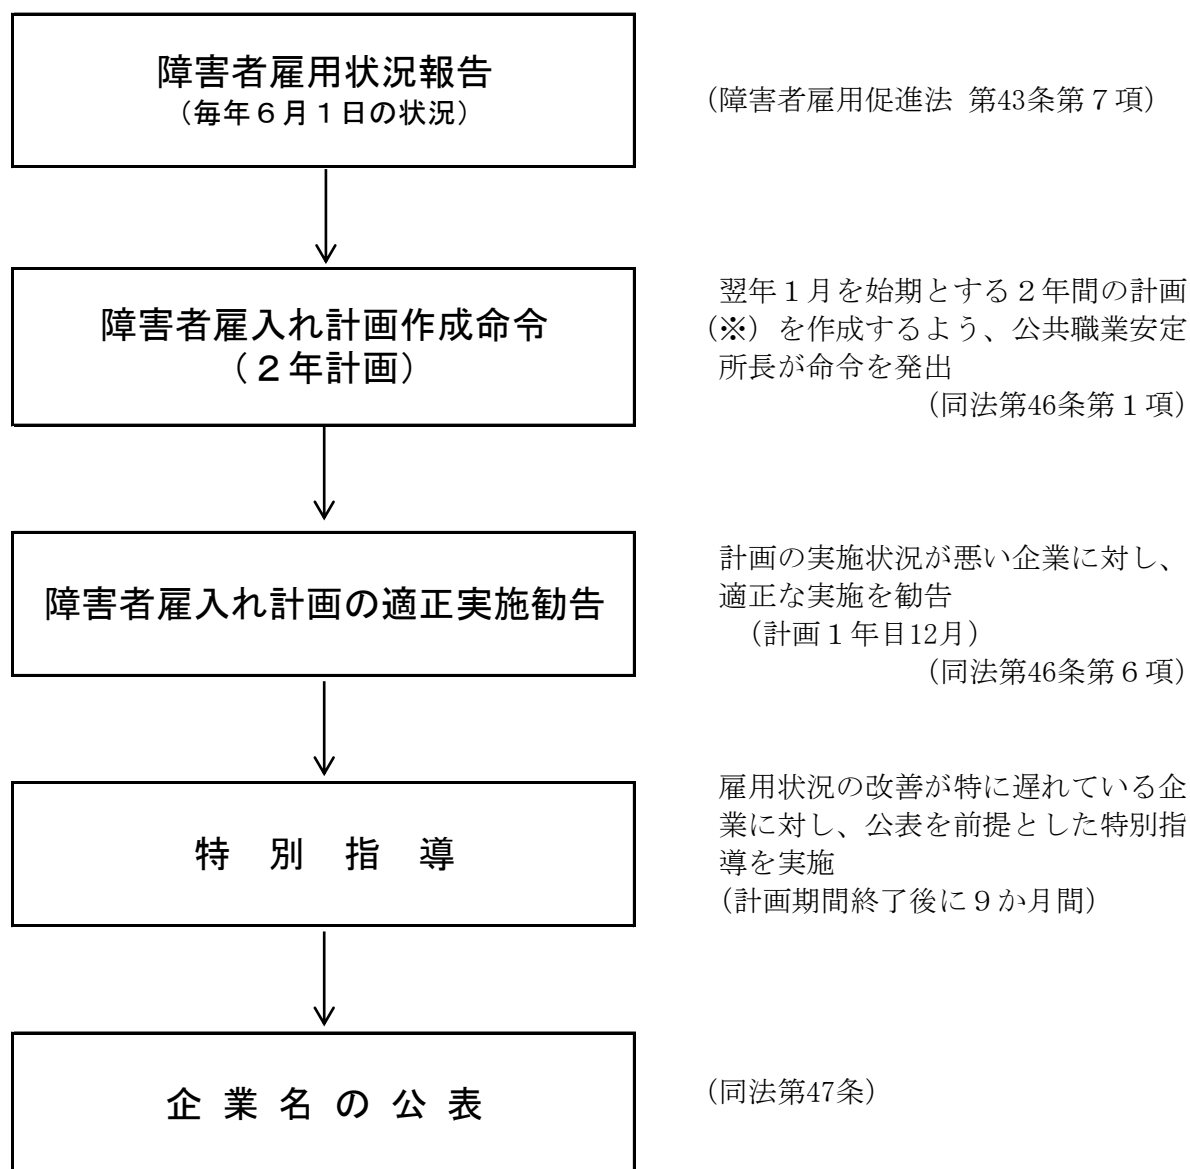 障害者雇用状況報告
（毎年６月１日の状況）
（障害者雇用促進法 第43条第７項）
障害者雇入れ計画作成命令
（２年計画）
翌年１月を始期とする２年間の計画
（※）を作成するよう、公共職業安定
所長が命令を発出
（同法第46条第１項）
障害者雇入れ計画の適正実施勧告
計画の実施状況が悪い企業に対し、
適正な実施を勧告
（計画１年目12月）
（同法第46条第６項）
特 別 指 導
雇用状況の改善が特に遅れている企
業に対し、公表を前提とした特別指
導を実施
（計画期間終了後に９か月間）
企 業 名 の 公 表
（同法第47条）